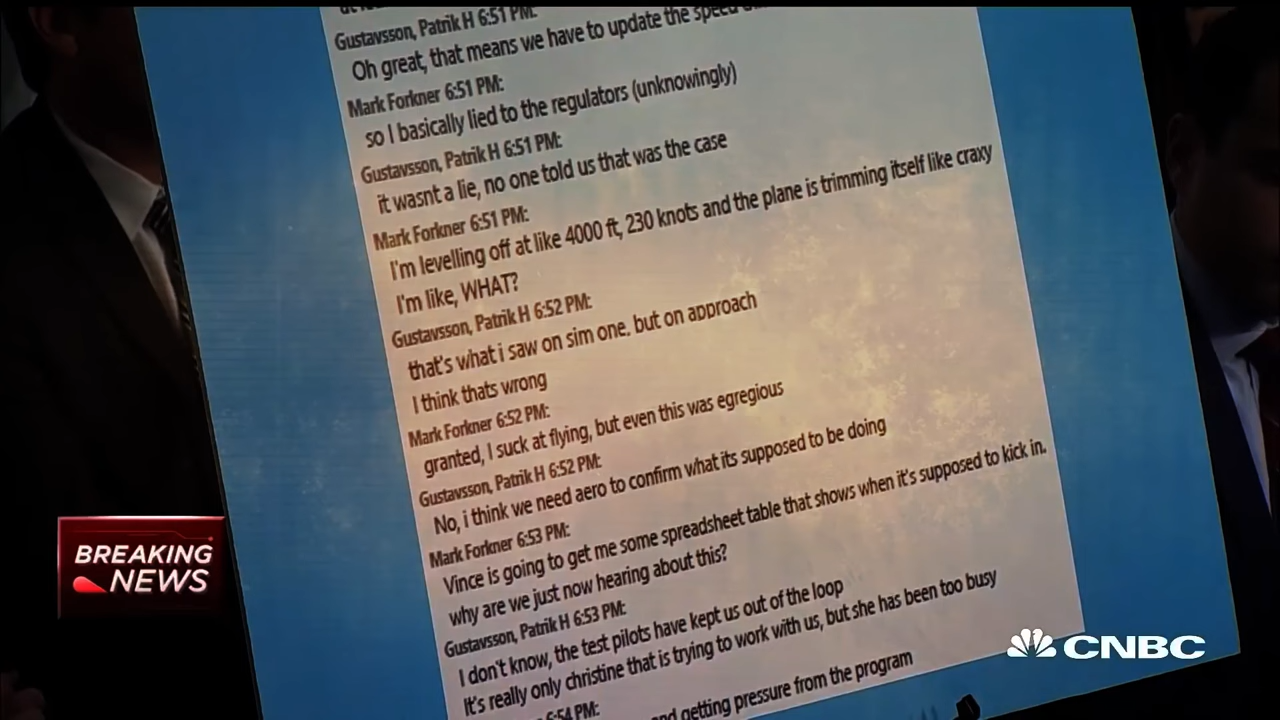 Gustavsson, Patrik H 6:51 PM:
Oh great, that means we have to update the speed
Mark Forkner 6:51 PM:
so I basically lied to the regulators (unknowingly)
Gustavsson, Patrik H 6:51 PM:
it wasnt a lie, no one told us that was the case
Mark Forkner 6:51 PM:
I'm levelling off at like 4000 ft, 230 knots and the plane is trimming itself like craxy
I'm like, WHAT?
Gustavsson, Patrik H 6:52 PM:
that's what i saw on sim one, but on approach
I think thats wrong
Mark Forkner 6:52 PM:
granted, I suck at flying, but even this was egregious
Gustavsson, Patrik H 6:52 PM:
No, i think we need aero to confirm what its supposed to be doing
Mark Forkner 6:53 PM:
Vince is going to get me some spreadsheet table that shows when it's supposed to kick in.
why are we just now hearing about this?
Gustavsson, Patrik H 6:53 PM:
I don't know, the test pilots have kept us out of the loop
It's really only christine that is trying to work with us, but she has been too busy
6:54 PM:
and getting pressure from the program
BREAKING
NEWS
CNBC